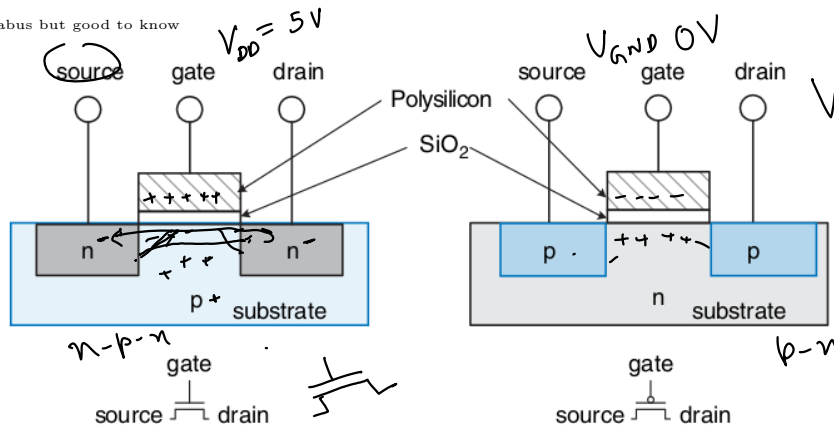 abus but good to know
V_DD = 5V
V_GND 0V
source gate drain
source gate drain
V
Polysilicon
SiO₂
+ + + + +
- - - -
n - n -
+ + + +
p p
+ + +
p +
substrate
n
substrate
n-p-n
p-n
gate
gate
source drain
source drain